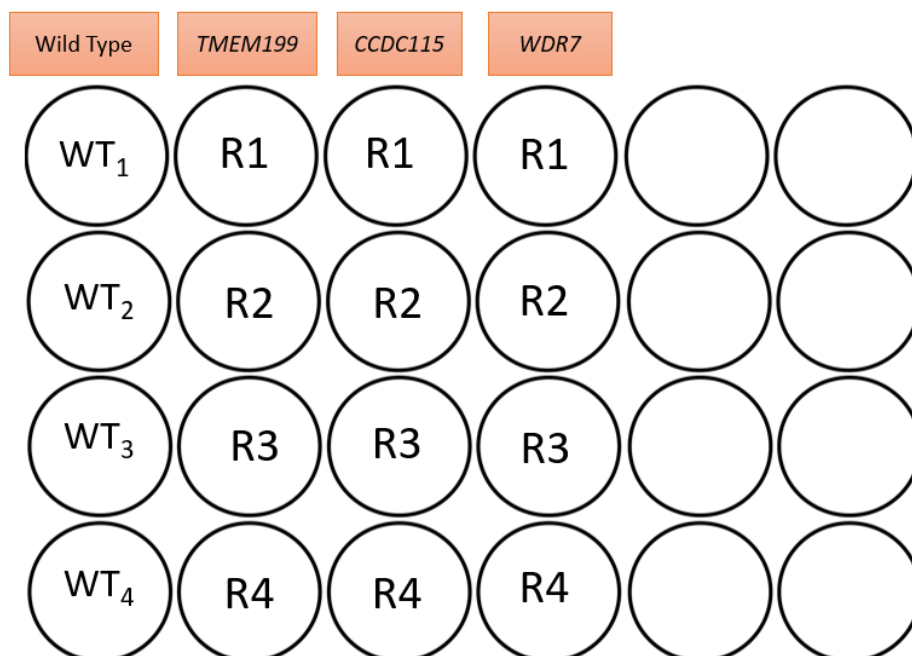 Wild Type TMEM199 CCDC115 WDR7
WT₁ R1 R1 R1
WT₂ R2 R2 R2
WT₃ R3 R3 R3
WT₄ R4 R4 R4